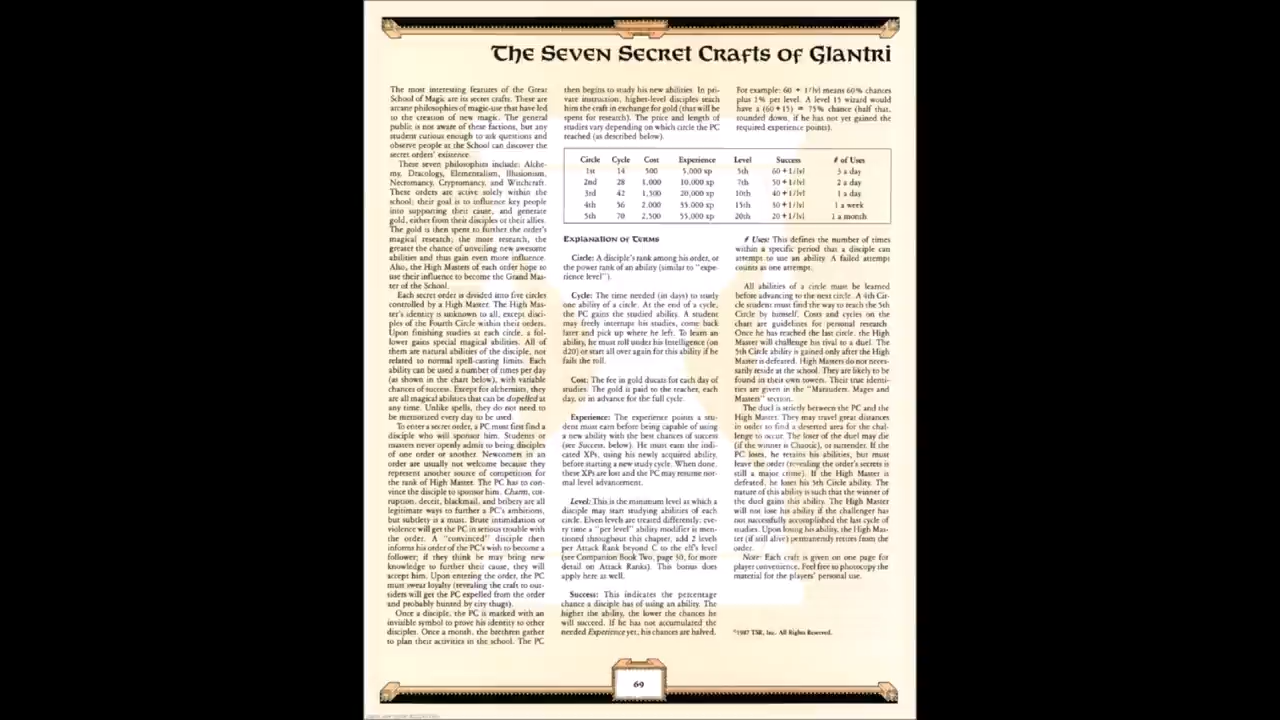 The Seven Secret Crafts of Glantri
The most interesting features of the Great
School of Magic are its secret crafts. These are
arcane philosophies of magic-use that have led
to the creation of new magic. The general
public is not aware of these factions, but any
student curious enough to ask questions and
observe people at the School can discover the
secret orders' existence.
These seven philosophies include: Alche-
my, Dracology, Elementalism, Illusionism,
Necromancy, Cryptomancy, and Witchcraft.
These orders are active solely within the
school; their goal is to influence key people
into supporting their cause, and generate
gold, either from their disciples or their allies.
The gold is then spent to further the order's
magical research; the more research, the
greater the chance of unveiling new awesome
abilities and thus gain even more influence.
Also, the High Masters of each order hope to
use their influence to become the Grand Mas-
ter of the School.
Each secret order is divided into five circles
controlled by a High Master. The High Mas-
ter's identity is unknown to all, except disci-
ples of the Fourth Circle within their orders.
Upon finishing studies at each circle, a fol-
lower gains special magical abilities. All of
them are natural abilities of the disciple, not
related to normal spell-casting limits. Each
ability can be used a number of times per day
(as shown in the chart below), with variable
chances of success. Except for alchemists, they
are all magical abilities that can be dispelled at
any time. Unlike spells, they do not need to
be memorized every day to be used.
To enter a secret order, a PC must first find a
disciple who will sponsor him. Students or
masters never openly admit to being disciples
of one order or another. Newcomers in an
order are usually not welcome because they
represent another source of competition for
the rank of High Master. The PC has to con-
vince the disciple to sponsor him. Charm, cor-
ruption, deceit, blackmail, and bribery are all
legitimate ways to further a PC's ambitions,
but subtlety is a must. Brute intimidation or
violence will get the PC in serious trouble with
the order. A "convinced" disciple then
informs his order of the PC's wish to become a
follower; if they think he may bring new
knowledge to further their cause, they will
accept him. Upon entering the order, the PC
must swear loyalty (revealing the craft to out-
siders will get the PC expelled from the order
and probably hunted by city thugs).
Once a disciple, the PC is marked with an
invisible symbol to prove his identity to other
disciples. Once a month, the brethren gather
to plan their activities in the school. The PC
then begins to study his new abilities. In pri-
vate instruction, higher-level disciples teach
him the craft in exchange for gold (that will be
spent for research). The price and length of
studies vary depending on which circle the PC
reached (as described below).
For example: 60 + 1/lvl means 60% chances
plus 1% per level. A level 15 wizard would
have a (60+15) = 75% chance (half that,
rounded down, if he has not yet gained the
required experience points).
Circle Cycle Cost Experience Level Success # of Uses
1st 14 500 5,000 xp 5th 60+1/lvl 3 a day
2nd 28 1,000 10,000 xp 7th 50+1/lvl 2 a day
3rd 42 1,500 20,000 xp 10th 40+1/lvl 1 a day
4th 56 2,000 35,000 xp 15th 30+1/lvl 1 a week
5th 70 2,500 55,000 xp 20th 20+1/lvl 1 a month
Explanation of Terms
Circle: A disciple's rank among his order, or
the power rank of an ability (similar to "expe-
rience level").
Cycle: The time needed (in days) to study
one ability of a circle. At the end of a cycle,
the PC gains the studied ability. A student
may freely interrupt his studies, come back
later and pick up where he left. To learn an
ability, he must roll under his Intelligence (on
d20) or start all over again for this ability if he
fails the roll.
Cost: The fee in gold ducats for each day of
studies. The gold is paid to the teacher, each
day, or in advance for the full cycle.
Experience: The experience points a stu-
dent must earn before being capable of using
a new ability with the best chances of success
(see Success, below). He must earn the indi-
cated XPs, using his newly acquired ability,
before starting a new study cycle. When done,
these XPs are lost and the PC may resume nor-
mal level advancement.
Level: This is the minimum level at which a
disciple may start studying abilities of each
circle. Elven levels are treated differently; eve-
ry time a "per level" ability modifier is men-
tioned throughout this chapter, add 2 levels
per Attack Rank beyond C to the elf's level
(see Companion Book Two, page 30, for more
detail on Attack Ranks). This bonus does
apply here as well.
Success: This indicates the percentage
chance a disciple has of using an ability. The
higher the ability, the lower the chances he
will succeed. If he has not accumulated the
needed Experience yet, his chances are halved.
# Uses: This defines the number of times
within a specific period that a disciple can
attempt to use an ability. A failed attempt
counts as one attempt.
All abilities of a circle must be learned
before advancing to the next circle. A 4th Cir-
cle student must find the way to reach the 5th
Circle by himself. Costs and cycles on the
chart are guidelines for personal research.
Once he has reached the last circle, the High
Master will challenge his rival to a duel. The
5th Circle ability is gained only after the High
Master is defeated. High Masters do not neces-
sarily reside at the school. They are likely to be
found in their own towers. Their true identi-
ties are given in the "Marauders, Mages and
Masters" section.
The duel is strictly between the PC and the
High Master. They may travel great distances
in order to find a deserted area for the chal-
lenge to occur. The loser of the duel may die
(if the winner is Chaotic), or surrender. If the
PC loses, he retains his abilities, but must
leave the order (revealing the order's secrets is
still a major crime). If the High Master is
defeated, he loses his 5th Circle ability. The
nature of this ability is such that the winner of
the duel gains this ability. The High Master
will not lose his ability if the challenger has
not successfully accomplished the last cycle of
studies. Upon losing his ability, the High Mas-
ter (if still alive) permanently retires from the
order.
Note: Each craft is given on one page for
player convenience. Feel free to photocopy the
material for the players' personal use.
©1987 TSR, Inc. All Rights Reserved.
69